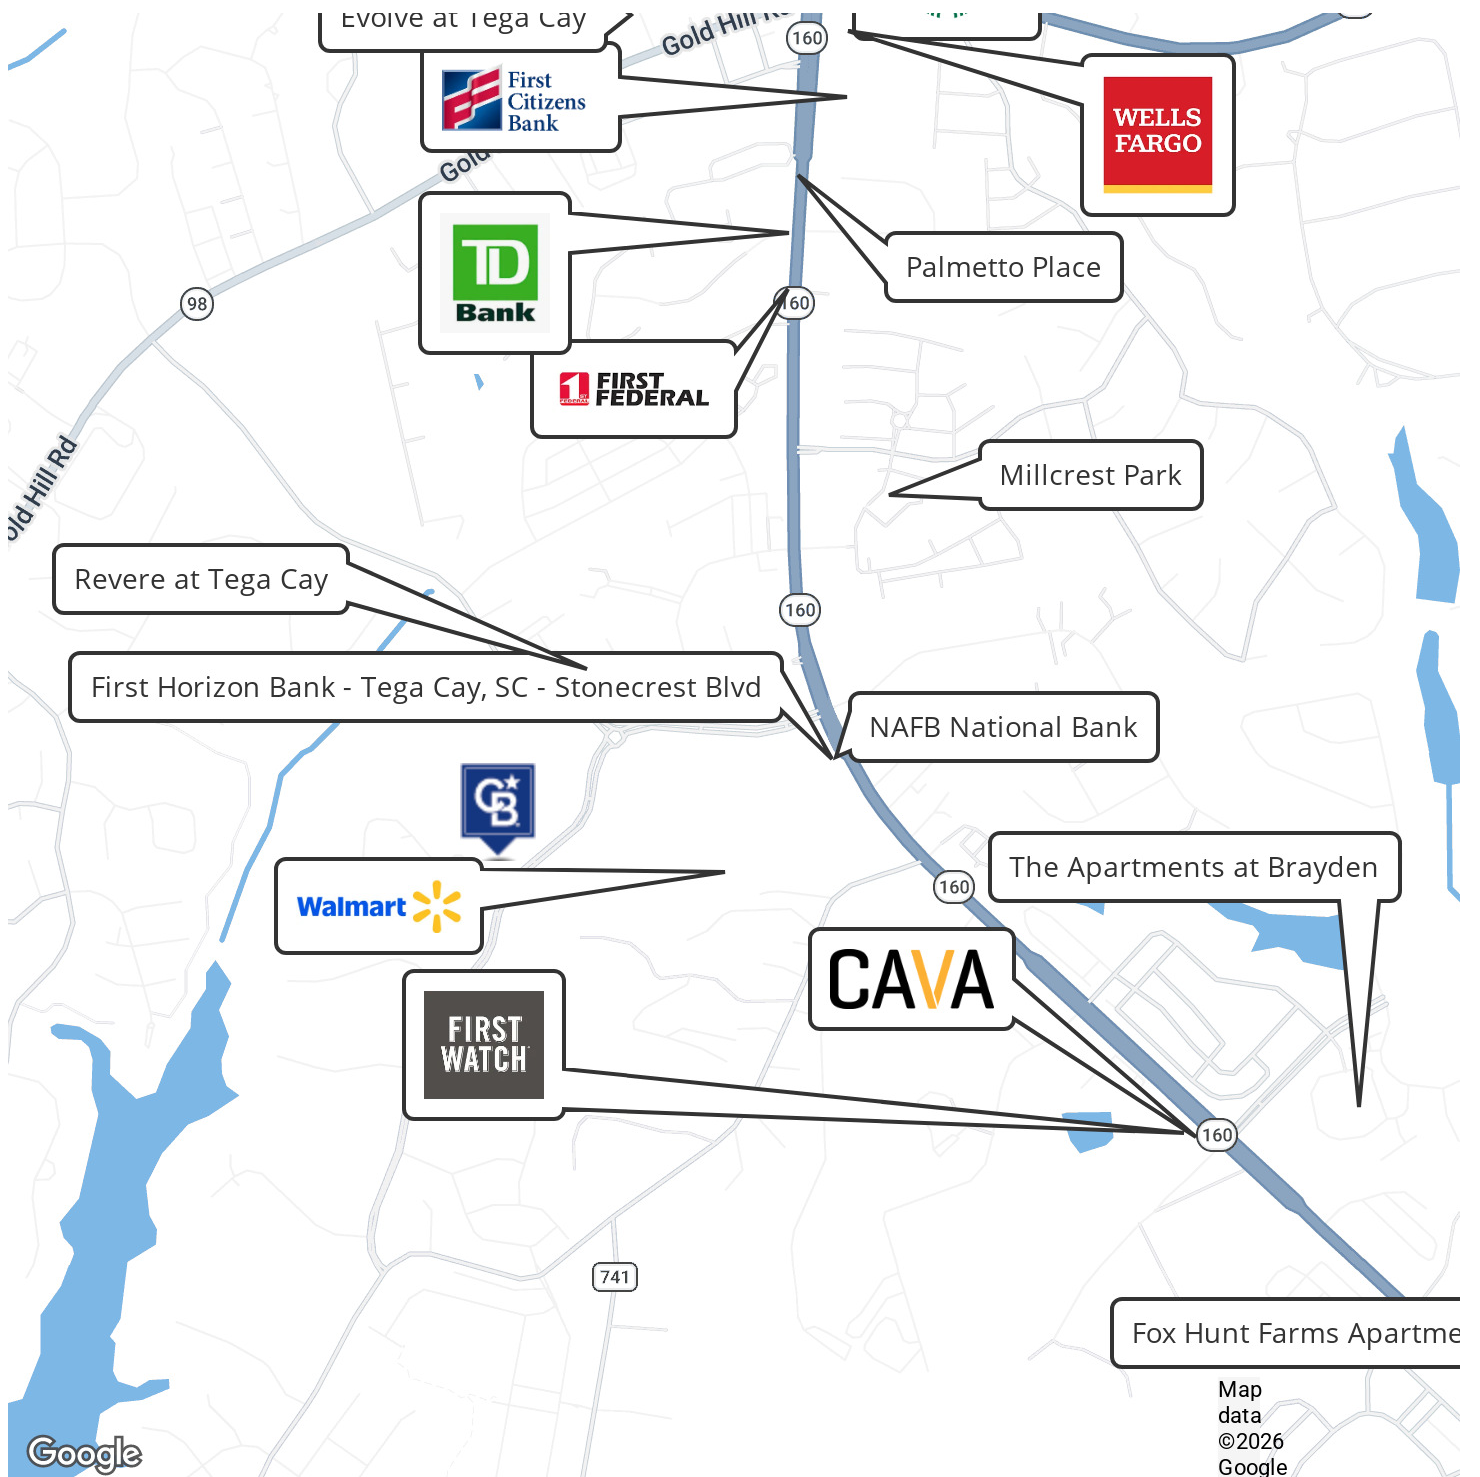 Evolve at Tega Cay
Gold Hill Rd
160
First
Citizens
Bank
WELLS
FARGO
Gold
TD
Bank
Palmetto Place
98
160
FIRST
FEDERAL
1
Gold Hill Rd
Millcrest Park
Revere at Tega Cay
160
First Horizon Bank - Tega Cay, SC - Stonecrest Blvd
NAFB National Bank
CB
The Apartments at Brayden
160
Walmart
CAVA
FIRST
WATCH
160
741
Fox Hunt Farms Apartme
Map
data
©2026
Google
Google